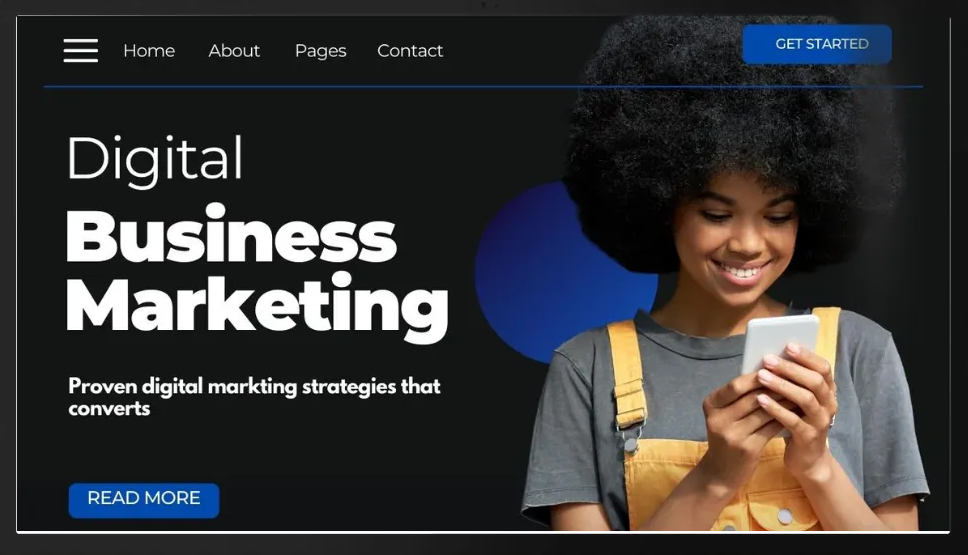 Home About Pages Contact GET STARTED
Digital
Business
Marketing
Proven digital markting strategies that
converts
READ MORE